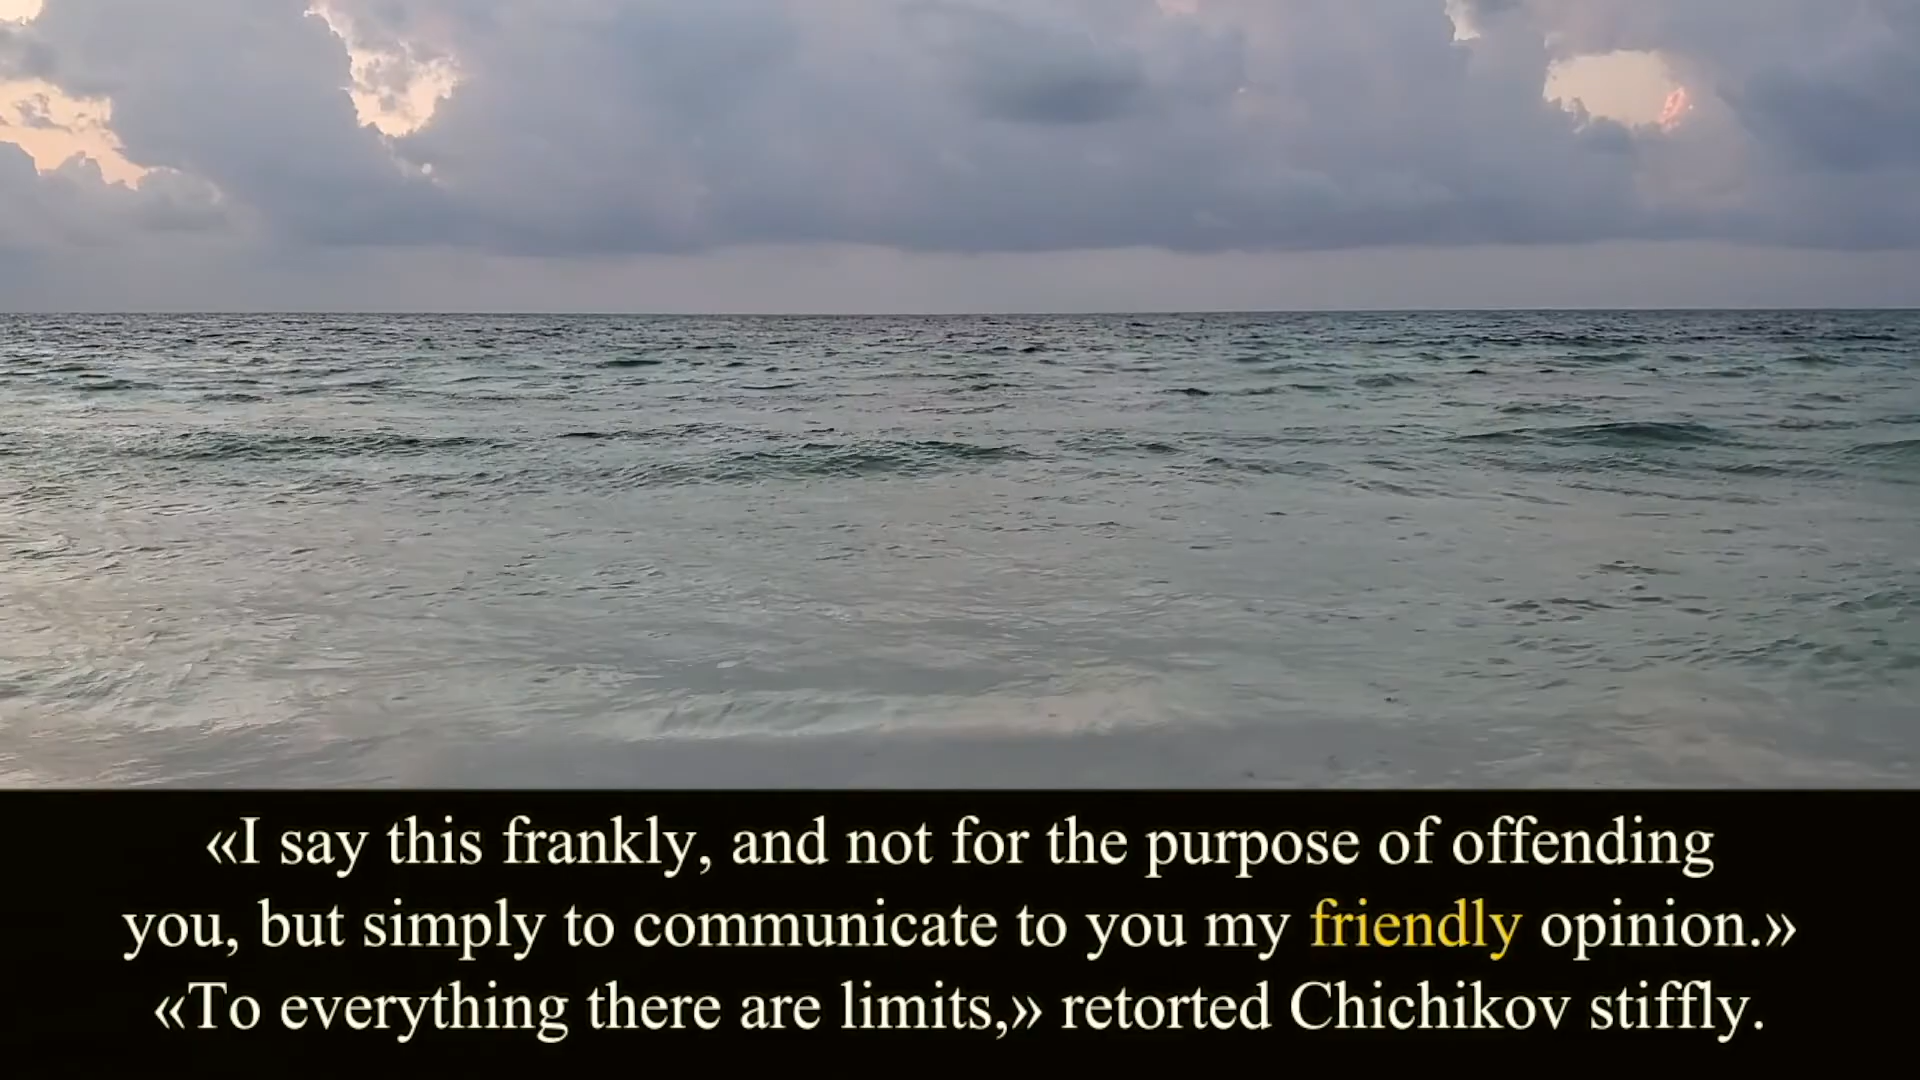 «I say this frankly, and not for the purpose of offending
you, but simply to communicate to you my friendly opinion.»
«To everything there are limits,» retorted Chichikov stiffly.